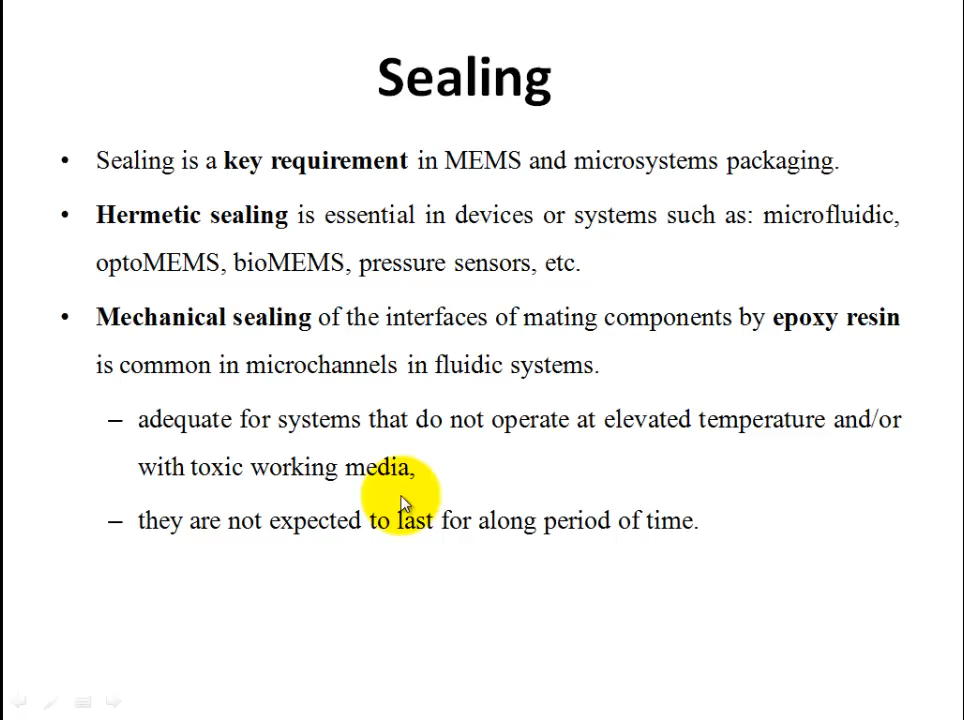 Sealing
• Sealing is a key requirement in MEMS and microsystems packaging.
• Hermetic sealing is essential in devices or systems such as: microfluidic,
optoMEMS, bioMEMS, pressure sensors, etc.
• Mechanical sealing of the interfaces of mating components by epoxy resin
is common in microchannels in fluidic systems.
– adequate for systems that do not operate at elevated temperature and/or
with toxic working media,
– they are not expected to last for along period of time.